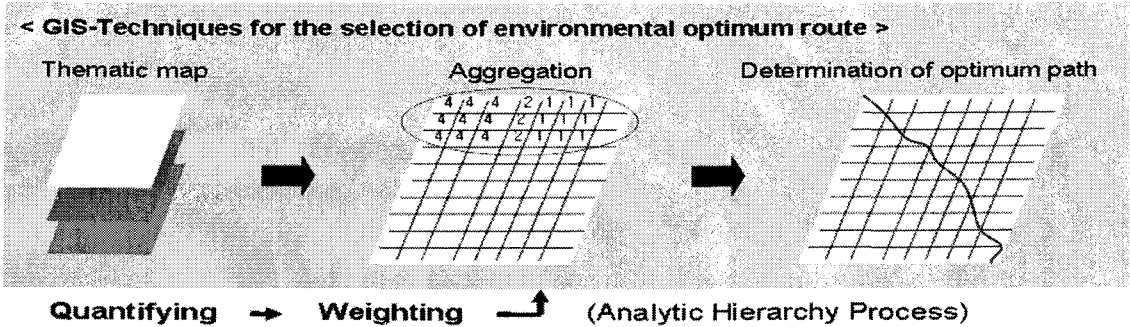 < GIS-Techniques for the selection of environmental optimum route >
Thematic map
Aggregation
Determination of optimum path
4 4 4 2 1 1 1
4 4 4 2 1 1 1
4 4 4 2 1 1 1
Quantifying → Weighting (Analytic Hierarchy Process)